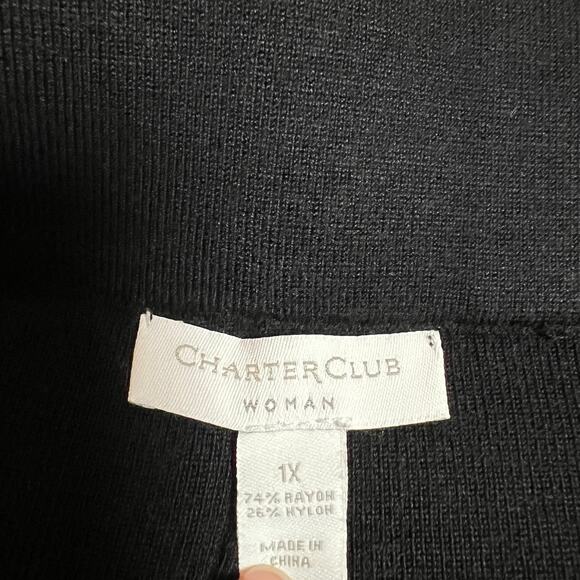 CHARTER CLUB
WOMAN
1X
74% RAYON
26% NYLON
MADE IN
CHINA